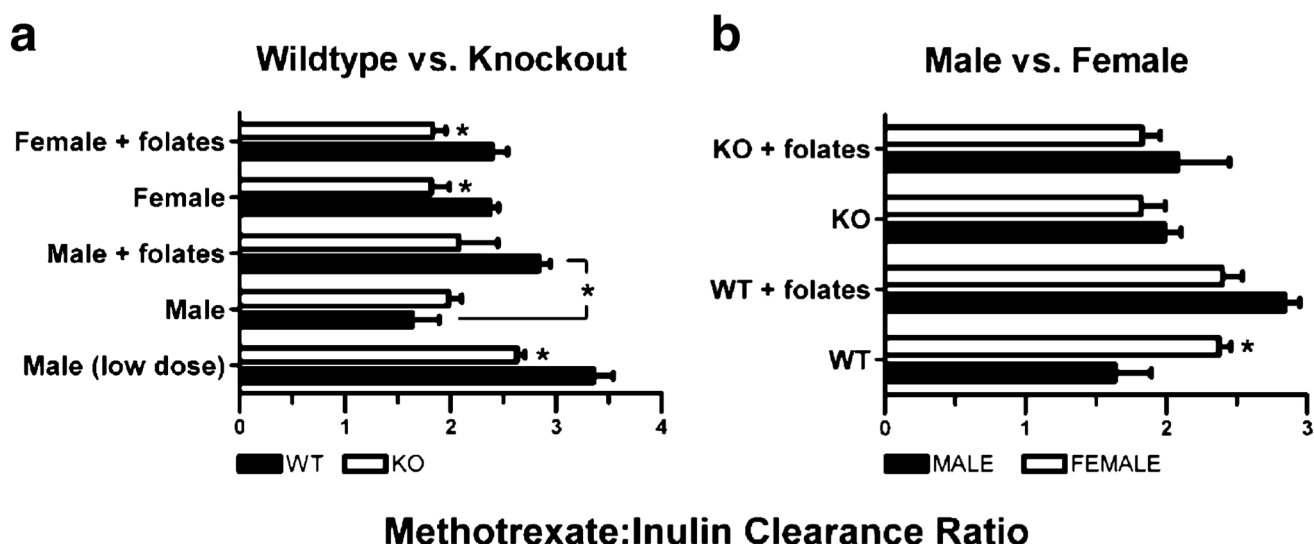 a
Wildtype vs. Knockout
Female + folates
*
Female
*
Male + folates
*
Male
Male (low dose)
*
0 1 2 3 4
WT KO
b
Male vs. Female
KO + folates
KO
WT + folates
WT
*
0 1 2 3
MALE FEMALE
Methotrexate:Inulin Clearance Ratio